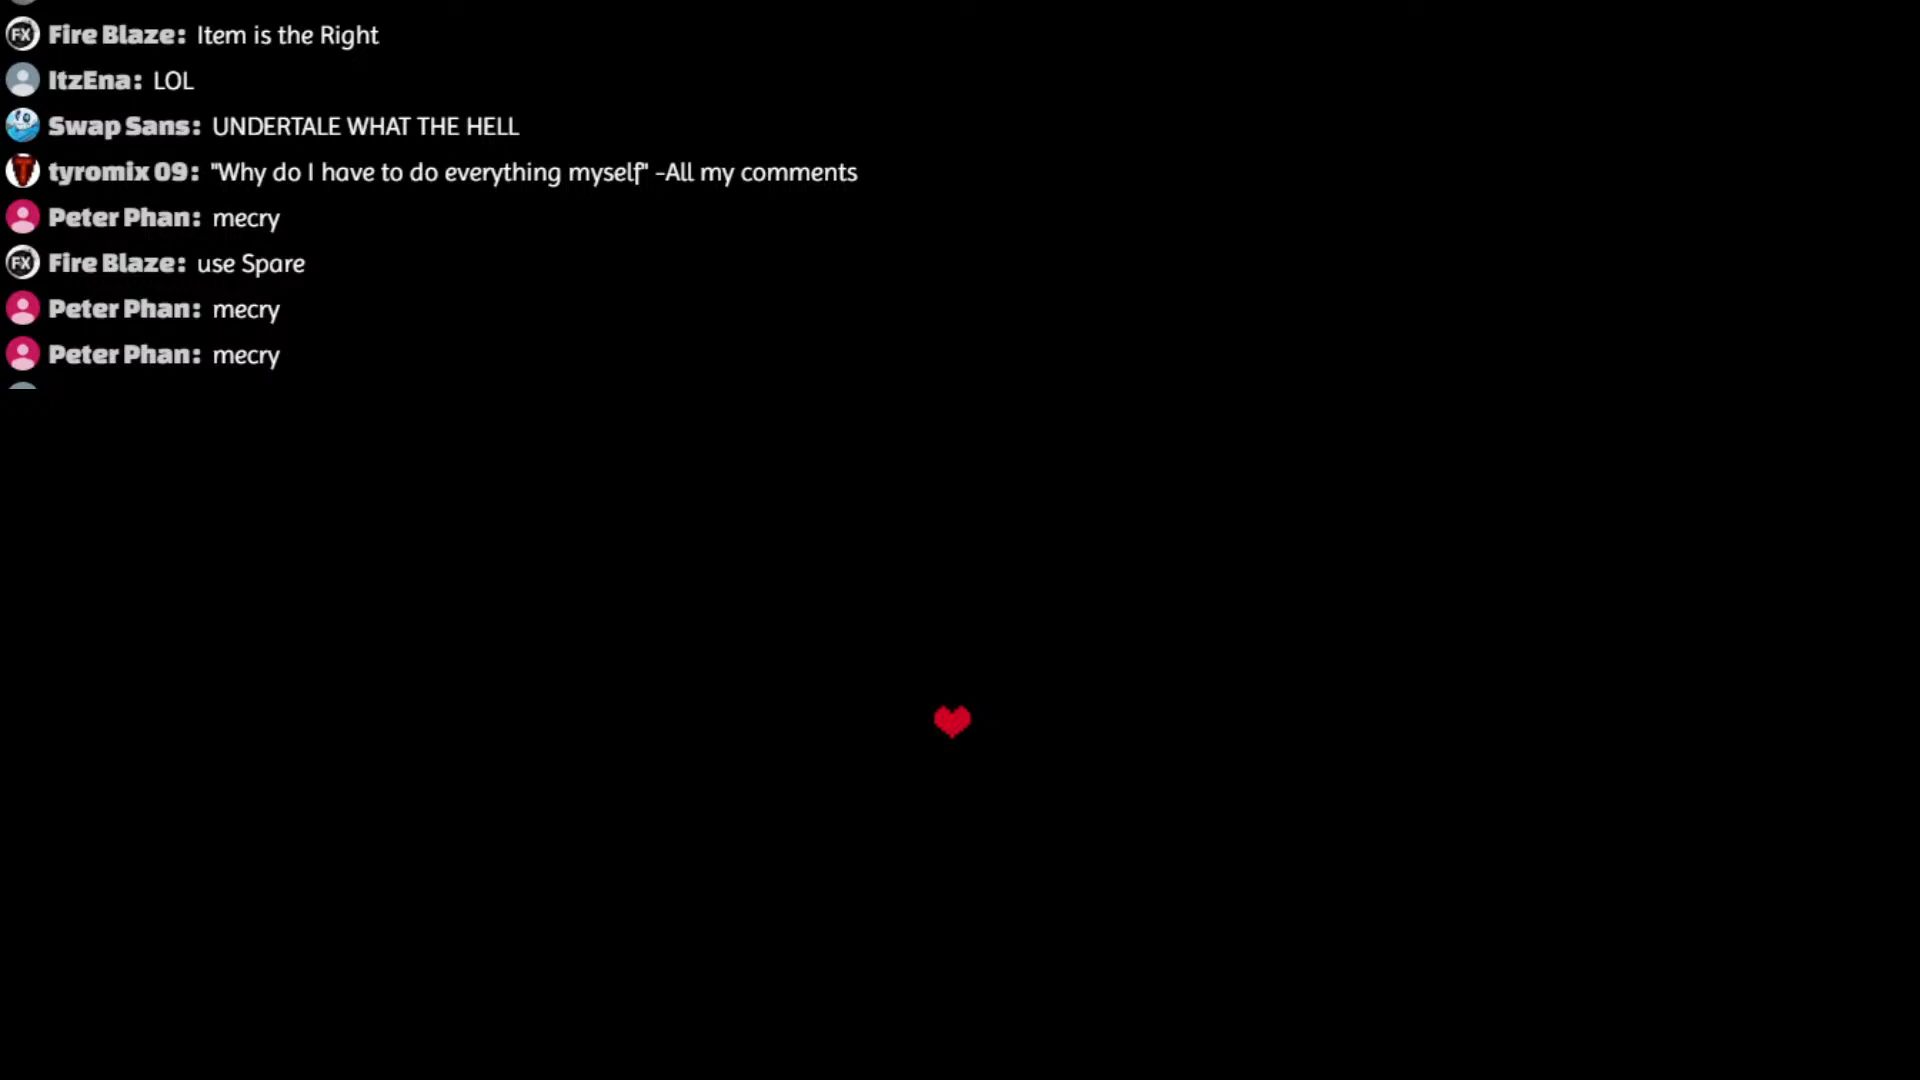 FX Fire Blaze: Item is the Right
ItzEna: LOL
Swap Sans: UNDERTALE WHAT THE HELL
T tyromix 09: "Why do I have to do everything myself" -All my comments
Peter Phan: mecry
FX Fire Blaze: use Spare
Peter Phan: mecry
Peter Phan: mecry